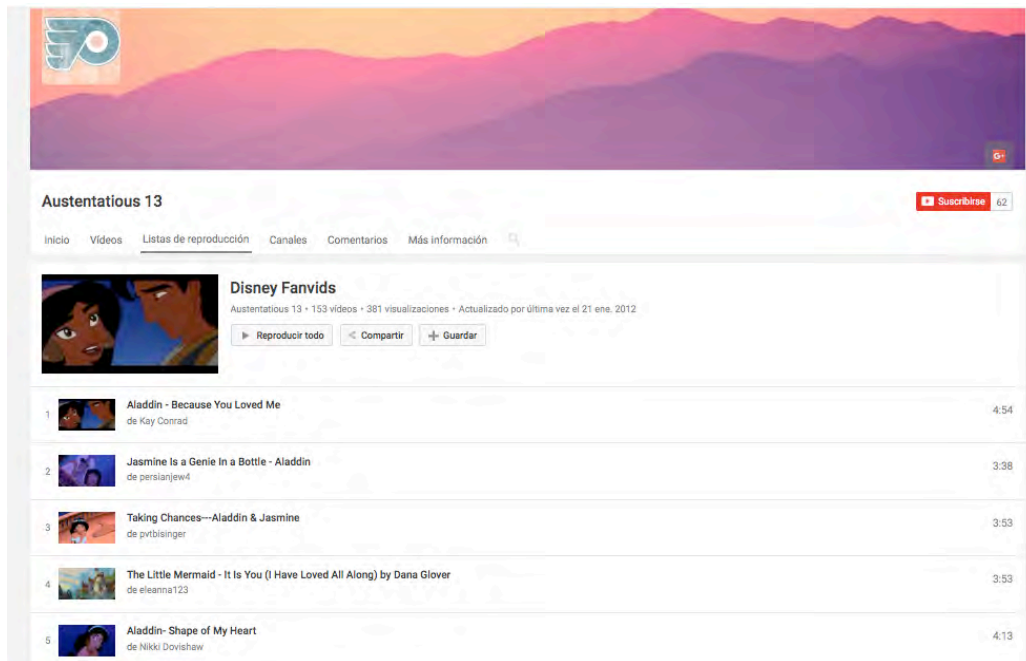 G+
Austentatious 13
Suscribirse 62
Inicio Vídeos Listas de reproducción Canales Comentarios Más información
Disney Fanvids
Austentatious 13 • 153 vídeos • 381 visualizaciones • Actualizado por última vez el 21 ene. 2012
Reproducir todo Compartir Guardar
1 Aladdin - Because You Loved Me 4:54
de Kay Conrad
2 Jasmine Is a Genie In a Bottle - Aladdin 3:38
de persianjew4
3 Taking Chances---Aladdin & Jasmine 3:53
de pvtbisinger
4 The Little Mermaid - It Is You (I Have Loved All Along) by Dana Glover 3:53
de eleanna123
5 Aladdin- Shape of My Heart 4:13
de Nikki Dovishaw